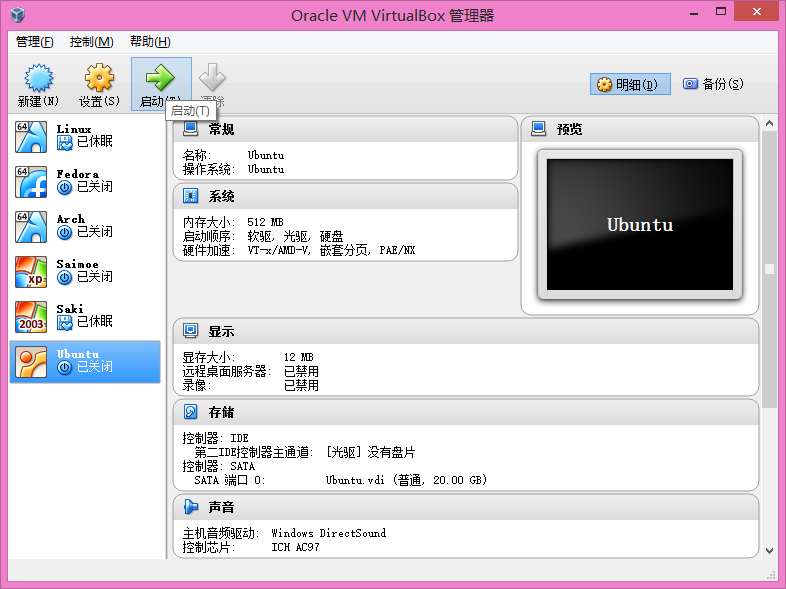 Oracle VM VirtualBox 管理器
管理(F) 控制(M) 帮助(H)
新建(N) 设置(S) 启动(T) 清除 明细(D) 备份(S)
启动(T)
64 Linux
已休眠
64 Fedora
已关闭
64 Arch
已关闭
xp Saimoe
已关闭
2003 Saki
已休眠
Ubuntu
已关闭
常规
名称: Ubuntu
操作系统: Ubuntu
系统
内存大小: 512 MB
启动顺序: 软驱, 光驱, 硬盘
硬件加速: VT-x/AMD-V, 嵌套分页, PAE/NX
预览
Ubuntu
显示
显存大小: 12 MB
远程桌面服务器: 已禁用
录像: 已禁用
存储
控制器: IDE
第二IDE控制器主通道: [光驱] 没有盘片
控制器: SATA
SATA 端口 0: Ubuntu.vdi (普通, 20.00 GB)
声音
主机音频驱动: Windows DirectSound
控制芯片: ICH AC97